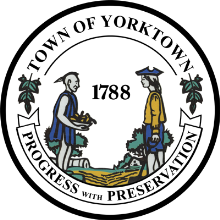 TOWN OF YORKTOWN
1788
PROGRESS WITH PRESERVATION